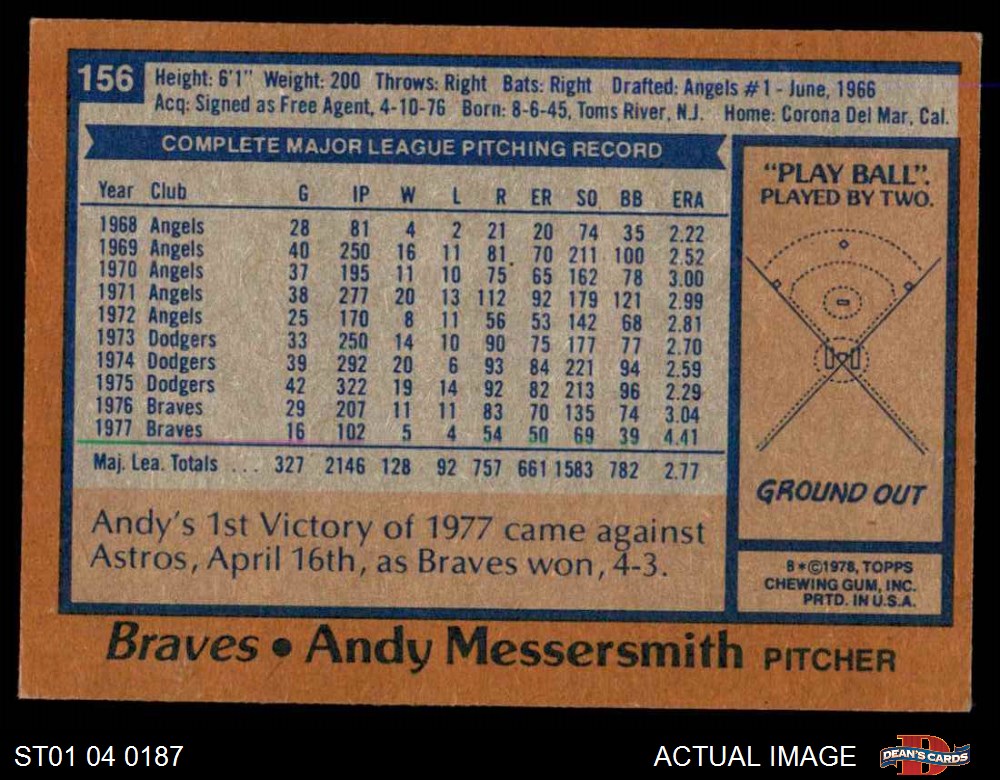 156
Height: 6'1" Weight: 200 Throws: Right Bats: Right Drafted: Angels #1 - June, 1966
Acq: Signed as Free Agent, 4-10-76 Born: 8-6-45, Toms River, N.J. Home: Corona Del Mar, Cal.
COMPLETE MAJOR LEAGUE PITCHING RECORD
Year Club G IP W L R ER SO BB ERA
1968 Angels 28 81 4 2 21 20 74 35 2.22
1969 Angels 40 250 16 11 81 70 211 100 2.52
1970 Angels 37 195 11 10 75 65 162 78 3.00
1971 Angels 38 277 20 13 112 92 179 121 2.99
1972 Angels 25 170 8 11 56 53 142 68 2.81
1973 Dodgers 33 250 14 10 90 75 177 77 2.70
1974 Dodgers 39 292 20 6 93 84 221 94 2.59
1975 Dodgers 42 322 19 14 92 82 213 96 2.29
1976 Braves 29 207 11 11 83 70 135 74 3.04
1977 Braves 16 102 5 4 54 50 69 39 4.41
Maj. Lea. Totals ... 327 2146 128 92 757 661 1583 782 2.77
Andy's 1st Victory of 1977 came against
Astros, April 16th, as Braves won, 4-3.
"PLAY BALL".
PLAYED BY TWO.
GROUND OUT
8*©1978, TOPPS
CHEWING GUM, INC.
PRTD. IN U.S.A.
Braves • Andy Messersmith PITCHER
ST01 04 0187
ACTUAL IMAGE
DEAN'S CARDS